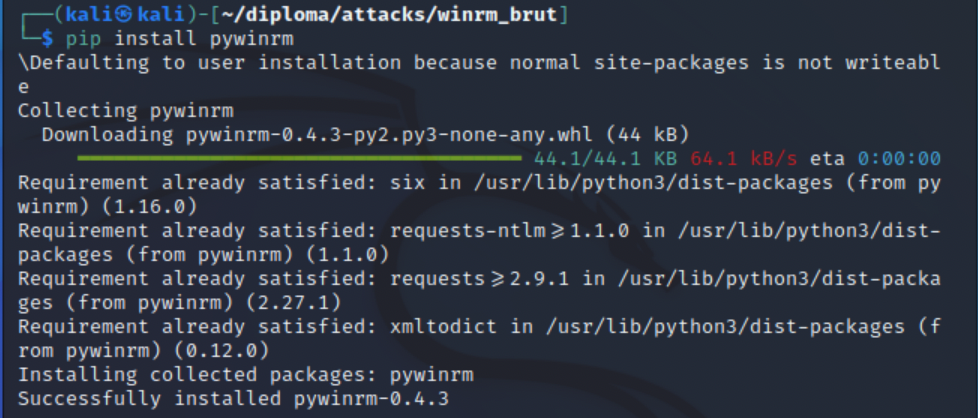 ┌──(kali㉿kali)-[~/diploma/attacks/winrm_brut]
└─$ pip install pywinrm
\Defaulting to user installation because normal site-packages is not writeabl
e
Collecting pywinrm
  Downloading pywinrm-0.4.3-py2.py3-none-any.whl (44 kB)
     ━━━━━━━━━━━━━━━━━━━━━━━━━━━━━━━━━━━━━ 44.1/44.1 KB 64.1 kB/s eta 0:00:00
Requirement already satisfied: six in /usr/lib/python3/dist-packages (from py
winrm) (1.16.0)
Requirement already satisfied: requests-ntlm>=1.1.0 in /usr/lib/python3/dist-
packages (from pywinrm) (1.1.0)
Requirement already satisfied: requests>=2.9.1 in /usr/lib/python3/dist-packa
ges (from pywinrm) (2.27.1)
Requirement already satisfied: xmltodict in /usr/lib/python3/dist-packages (f
rom pywinrm) (0.12.0)
Installing collected packages: pywinrm
Successfully installed pywinrm-0.4.3